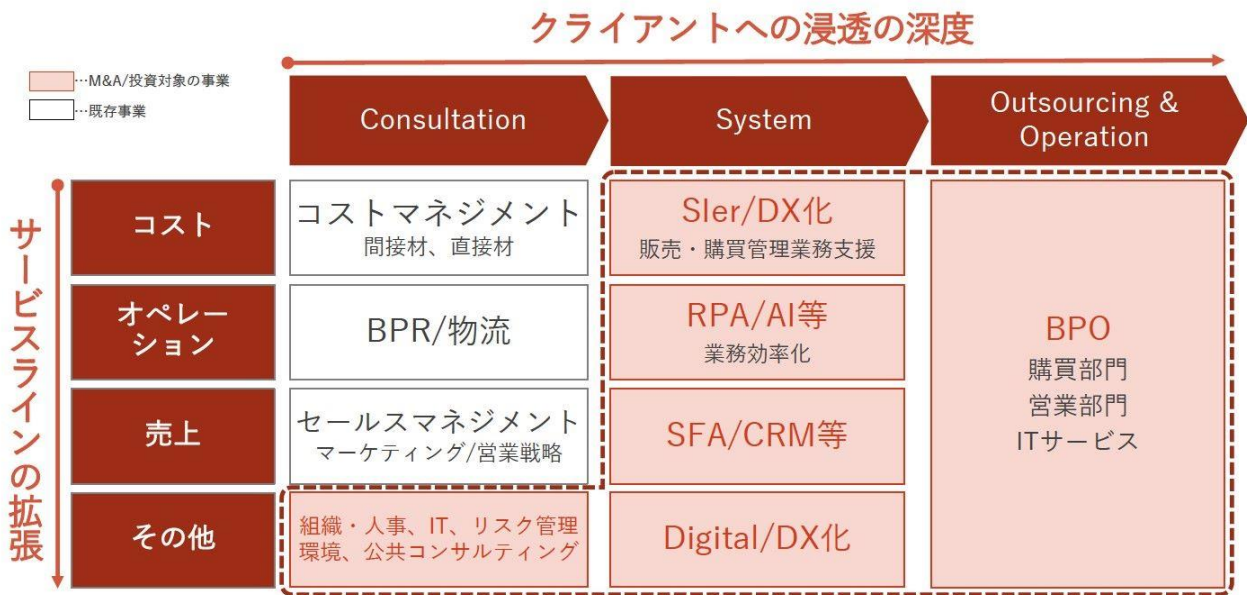 クライアントへの浸透の深度
…M&A/投資対象の事業
…既存事業
Consultation
System
Outsourcing &
Operation
サービスラインの拡張
コスト
コストマネジメント
間接材、直接材
SIer/DX化
販売・購買管理業務支援
オペレー
ション
BPR/物流
RPA/AI等
業務効率化
BPO
購買部門
営業部門
ITサービス
売上
セールスマネジメント
マーケティング/営業戦略
SFA/CRM等
その他
組織・人事、IT、リスク管理
環境、公共コンサルティング
Digital/DX化